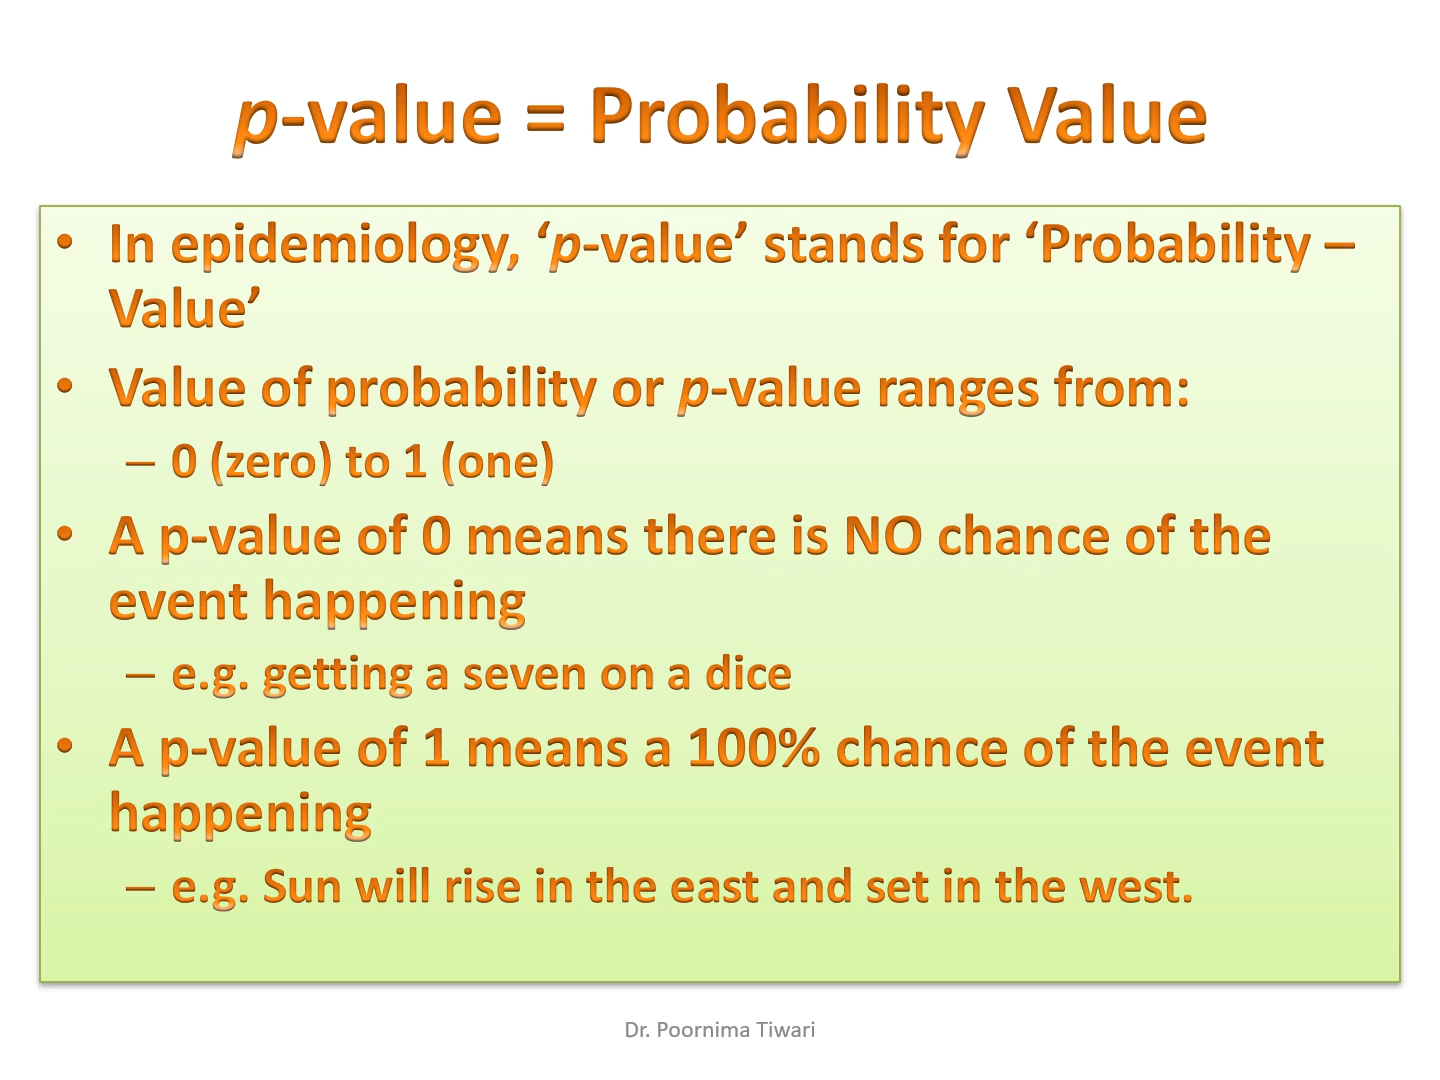 p-value = Probability Value
• In epidemiology, ‘p-value’ stands for ‘Probability –
Value’
• Value of probability or p-value ranges from:
– 0 (zero) to 1 (one)
• A p-value of 0 means there is NO chance of the
event happening
– e.g. getting a seven on a dice
• A p-value of 1 means a 100% chance of the event
happening
– e.g. Sun will rise in the east and set in the west.
Dr. Poornima Tiwari